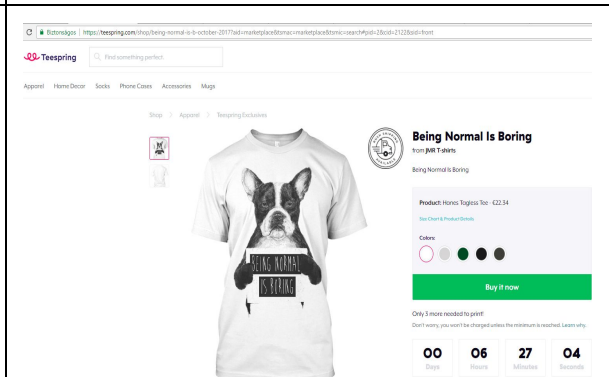 Biztonságos | https://teespring.com/shop/being-normal-is-b-october-2017?aid=marketplace&tsmac=marketplace&tsmic=search#pid=2&cid=2122&sid=front
Teespring
Find something perfect
Apparel Home Decor Socks Phone Cases Accessories Mugs
Shop > Apparel > Teespring Exclusives
Being Normal Is Boring
from JMR T-shirts
Being Normal Is Boring
Product: Hanes Tagless Tee - £22.34
Size Chart & Product Details
Colors:
BEING NORMAL
IS BORING
Buy it now
Only 3 more needed to print!
Don't worry, you won't be charged unless the minimum is reached. Learn why.
00 06 27 04
Days Hours Minutes Seconds